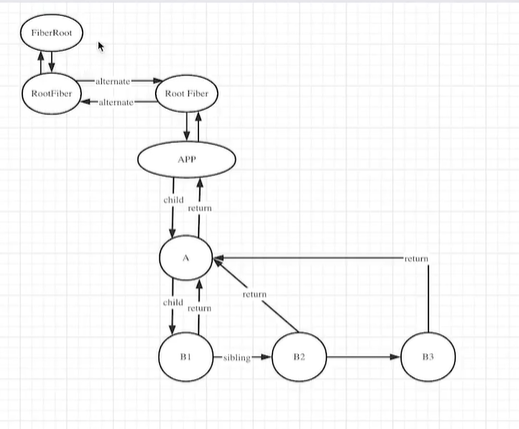 FiberRoot
alternate
RootFiber
Root Fiber
alternate
APP
child
return
A
return
return
child
return
B1
sibling
B2
B3